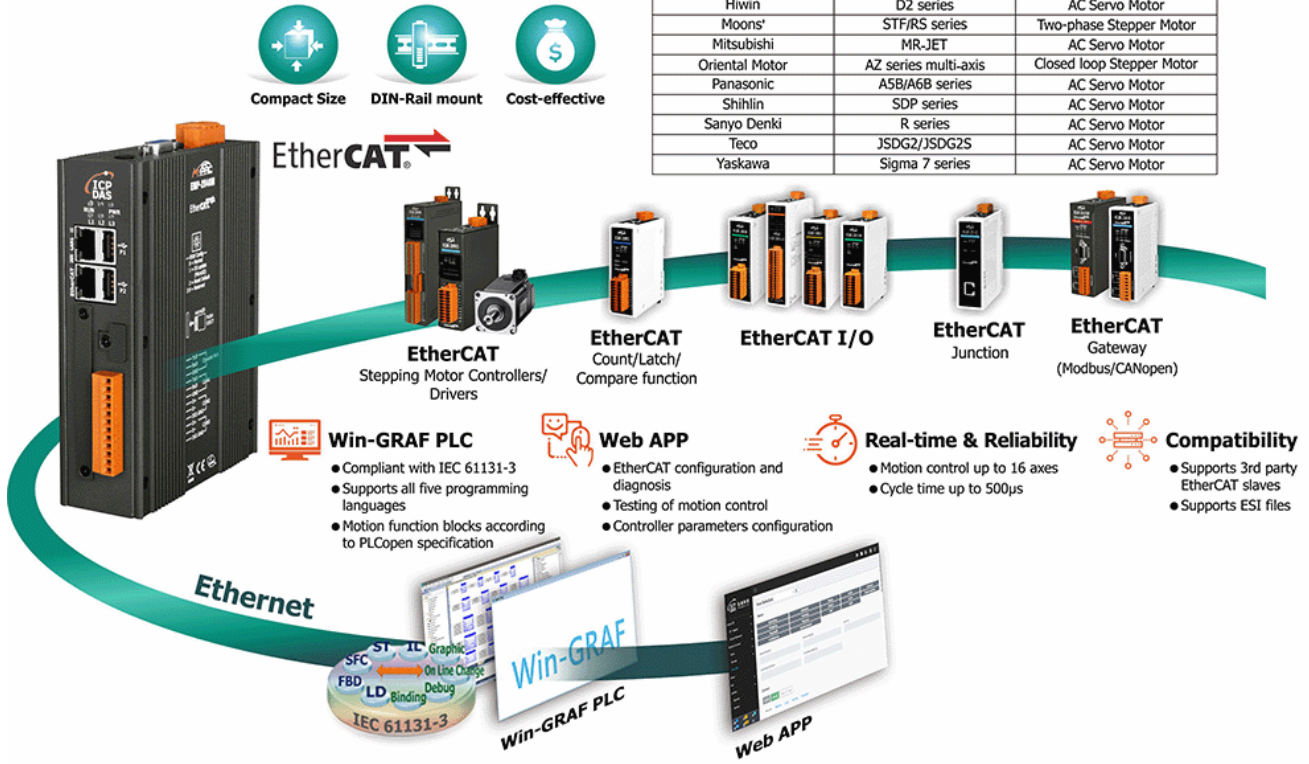 Hiwin D2 series AC Servo Motor
Moons' STF/RS series Two-phase Stepper Motor
Mitsubishi MR-JET AC Servo Motor
Oriental Motor AZ series multi-axis Closed loop Stepper Motor
Panasonic A5B/A6B series AC Servo Motor
Shihlin SDP series AC Servo Motor
Sanyo Denki R series AC Servo Motor
Teco JSDG2/JSDG2S AC Servo Motor
Yaskawa Sigma 7 series AC Servo Motor
$
Compact Size
DIN-Rail mount
Cost-effective
EtherCAT®
ICP
DAS
RUN PWR
L1 L2 L3
EtherCAT
EtherCAT
Stepping Motor Controllers/
Drivers
EtherCAT
Count/Latch/
Compare function
EtherCAT I/O
EtherCAT
Junction
EtherCAT
Gateway
(Modbus/CANopen)
Win-GRAF PLC
● Compliant with IEC 61131-3
● Supports all five programming
languages
● Motion function blocks according
to PLCopen specification
Web APP
● EtherCAT configuration and
diagnosis
● Testing of motion control
● Controller parameters configuration
Real-time & Reliability
● Motion control up to 16 axes
● Cycle time up to 500μs
Compatibility
● Supports 3rd party
EtherCAT slaves
● Supports ESI files
Ethernet
SFC
ST
IL
Graphic
On Line Change
FBD
LD
Binding
Debug
IEC 61131-3
Win-GRAF
Win-GRAF PLC
Web APP